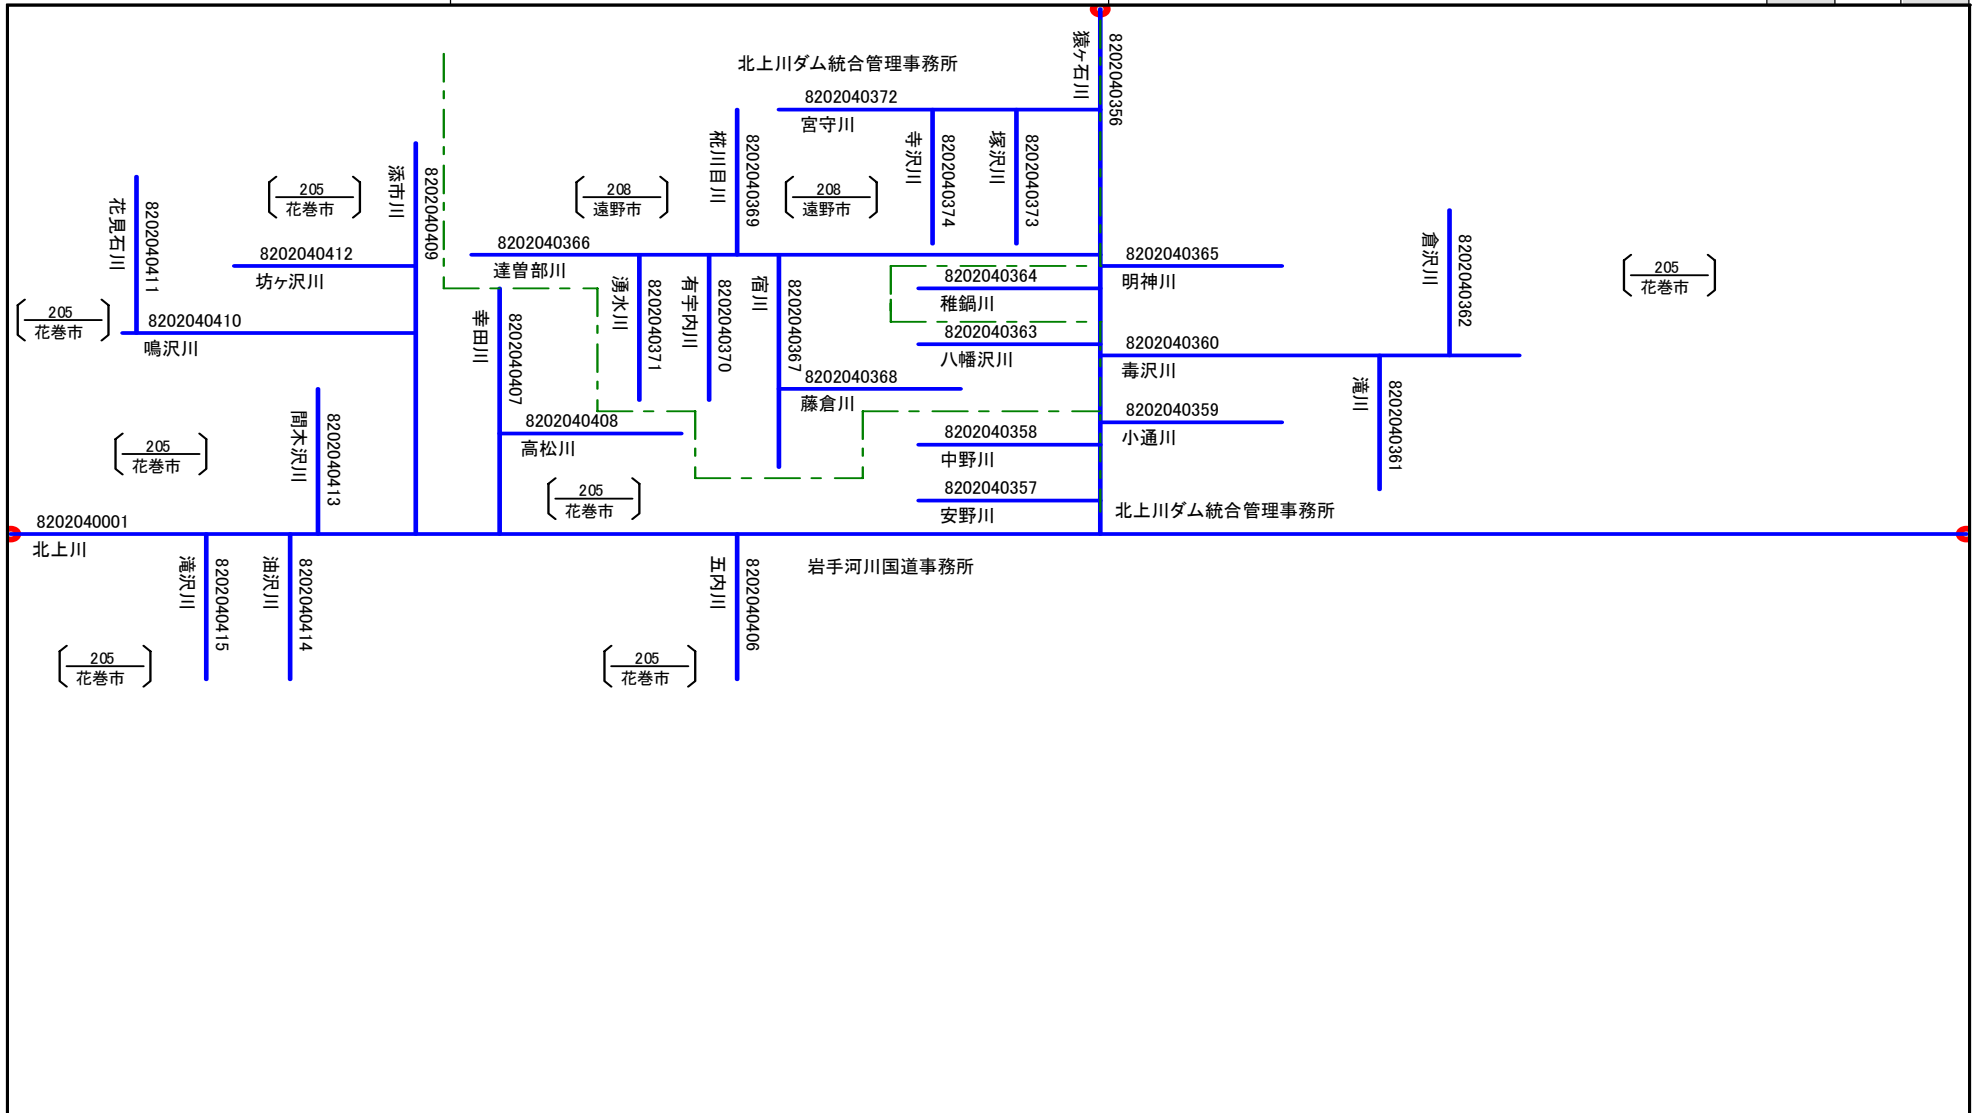 北上川ダム統合管理事務所
猿ヶ石川
8202040356
8202040372
宮守川
椛川目川
8202040369
寺沢川
8202040374
塚沢川
8202040373
添市川
8202040409
205
花巻市
208
遠野市
208
遠野市
花見石川
8202040411
8202040412
坊ヶ沢川
8202040366
達曽部川
8202040365
明神川
倉沢川
8202040362
205
花巻市
205
花巻市
8202040410
鳴沢川
幸田川
8202040407
湧水川
8202040371
有宇内川
8202040370
宿川
8202040367
8202040364
稚鍋川
8202040363
八幡沢川
8202040360
毒沢川
滝川
8202040361
8202040368
藤倉川
8202040359
小通川
間木沢川
8202040413
205
花巻市
8202040408
高松川
8202040358
中野川
205
花巻市
8202040357
安野川
北上川ダム統合管理事務所
8202040001
北上川
滝沢川
8202040415
油沢川
8202040414
五内川
8202040406
岩手河川国道事務所
205
花巻市
205
花巻市